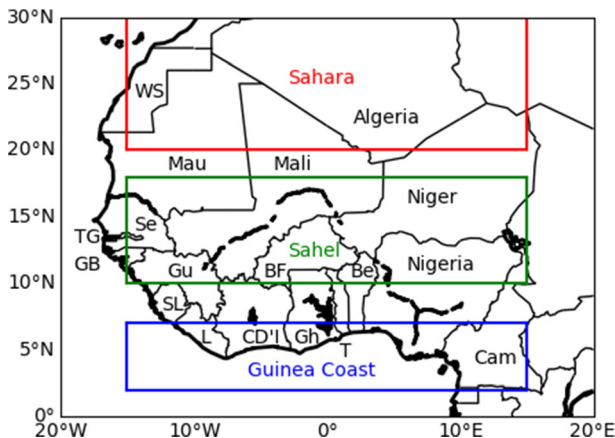 30°N
25°N
20°N
15°N
10°N
5°N
0°
Sahara
WS
Algeria
Mau
Mali
Niger
Se
TG
GB
Sahel
Gu
BF
Be
Nigeria
SL
L
CD'I
Gh
T
Cam
Guinea Coast
20°W
10°W
0°
10°E
20°E